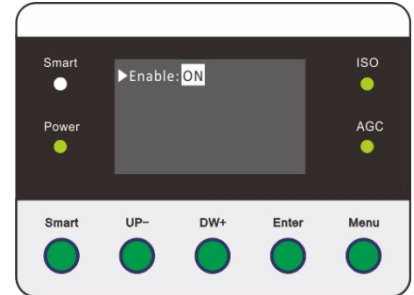 Smart
ISO
▶Enable:ON
Power
AGC
Smart UP- DW+ Enter Menu